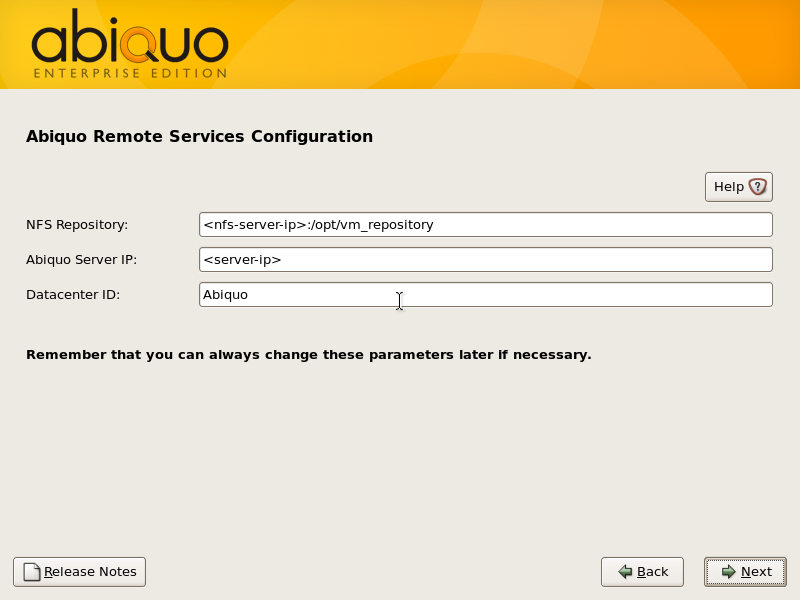 abiquo
ENTERPRISE EDITION
Abiquo Remote Services Configuration
Help
NFS Repository: <nfs-server-ip>:/opt/vm_repository
Abiquo Server IP: <server-ip>
Datacenter ID: Abiquo
Remember that you can always change these parameters later if necessary.
Release Notes Back Next